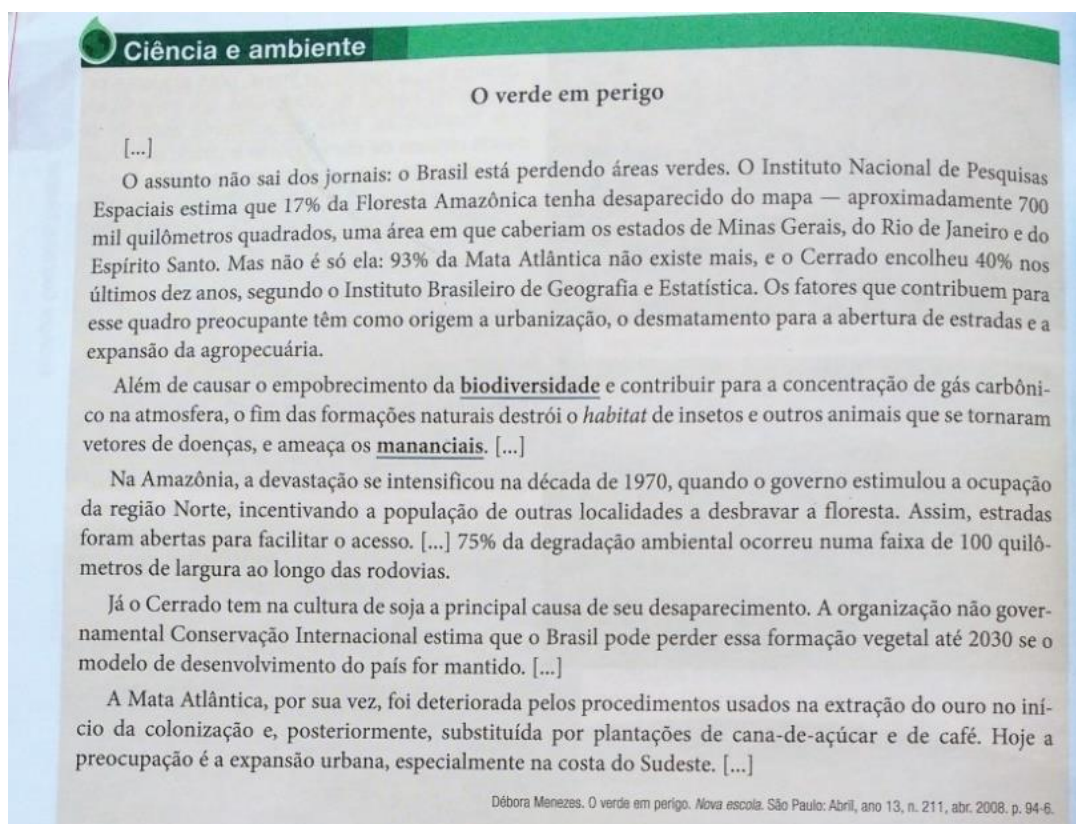 Ciência e ambiente
O verde em perigo
[...]
O assunto não sai dos jornais: o Brasil está perdendo áreas verdes. O Instituto Nacional de Pesquisas
Espaciais estima que 17% da Floresta Amazônica tenha desaparecido do mapa — aproximadamente 700
mil quilômetros quadrados, uma área em que caberiam os estados de Minas Gerais, do Rio de Janeiro e do
Espírito Santo. Mas não é só ela: 93% da Mata Atlântica não existe mais, e o Cerrado encolheu 40% nos
últimos dez anos, segundo o Instituto Brasileiro de Geografia e Estatística. Os fatores que contribuem para
esse quadro preocupante têm como origem a urbanização, o desmatamento para a abertura de estradas e a
expansão da agropecuária.
Além de causar o empobrecimento da biodiversidade e contribuir para a concentração de gás carbôni-
co na atmosfera, o fim das formações naturais destrói o habitat de insetos e outros animais que se tornaram
vetores de doenças, e ameaça os mananciais. [...]
Na Amazônia, a devastação se intensificou na década de 1970, quando o governo estimulou a ocupação
da região Norte, incentivando a população de outras localidades a desbravar a floresta. Assim, estradas
foram abertas para facilitar o acesso. [...] 75% da degradação ambiental ocorreu numa faixa de 100 quilô-
metros de largura ao longo das rodovias.
Já o Cerrado tem na cultura de soja a principal causa de seu desaparecimento. A organização não gover-
namental Conservação Internacional estima que o Brasil pode perder essa formação vegetal até 2030 se o
modelo de desenvolvimento do país for mantido. [...]
A Mata Atlântica, por sua vez, foi deteriorada pelos procedimentos usados na extração do ouro no iní-
cio da colonização e, posteriormente, substituída por plantações de cana-de-açúcar e de café. Hoje a
preocupação é a expansão urbana, especialmente na costa do Sudeste. [...]
Débora Menezes. O verde em perigo. Nova escola. São Paulo: Abril, ano 13, n. 211, abr. 2008. p. 94-6.